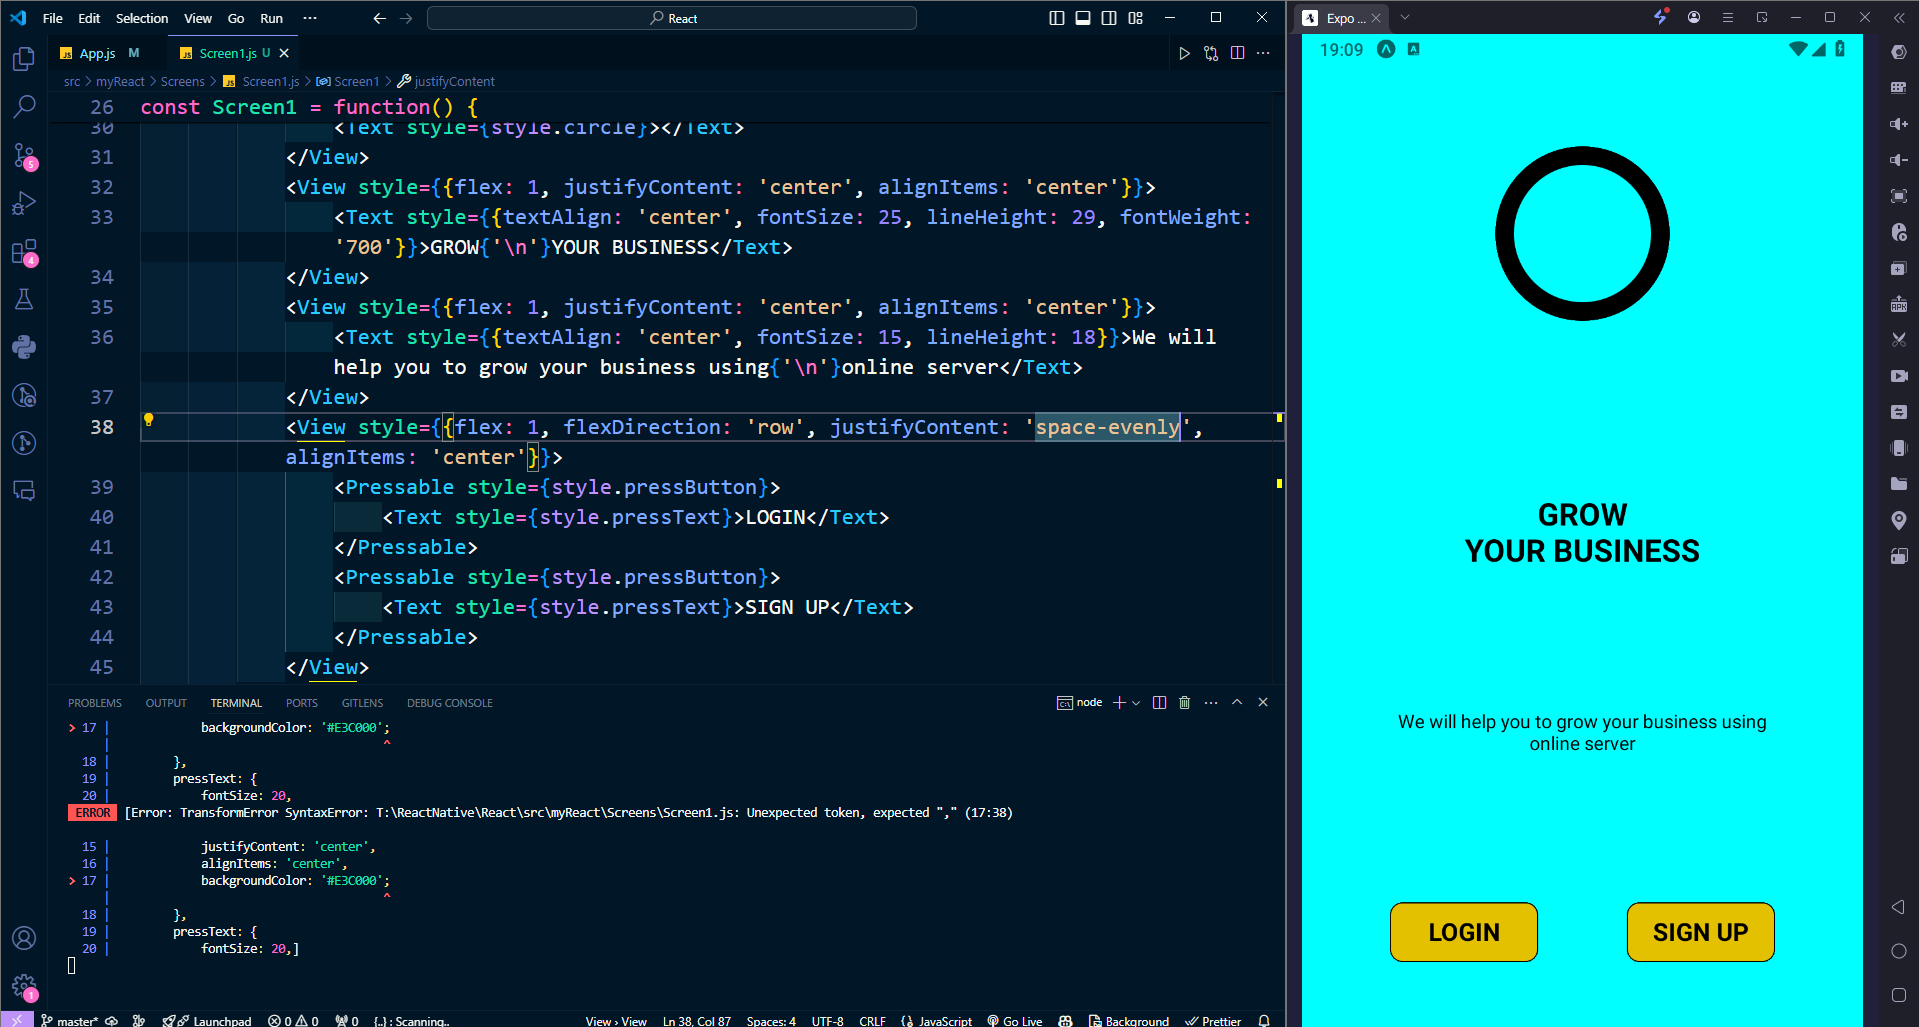 File Edit Selection View Go Run ··· React
App.js M Screen1.js U
src > myReact > Screens > Screen1.js > Screen1 > justifyContent
26 const Screen1 = function() {
30 <Text style={style.circle}></Text>
31 </View>
32 <View style={{flex: 1, justifyContent: 'center', alignItems: 'center'}}>
33 <Text style={{textAlign: 'center', fontSize: 25, lineHeight: 29, fontWeight:
'700'}}>GROW{'\n'}YOUR BUSINESS</Text>
34 </View>
35 <View style={{flex: 1, justifyContent: 'center', alignItems: 'center'}}>
36 <Text style={{textAlign: 'center', fontSize: 15, lineHeight: 18}}>We will
help you to grow your business using{'\n'}online server</Text>
37 </View>
38 <View style={{flex: 1, flexDirection: 'row', justifyContent: 'space-evenly',
alignItems: 'center'}}>
39 <Pressable style={style.pressButton}>
40 <Text style={style.pressText}>LOGIN</Text>
41 </Pressable>
42 <Pressable style={style.pressButton}>
43 <Text style={style.pressText}>SIGN UP</Text>
44 </Pressable>
45 </View>
PROBLEMS OUTPUT TERMINAL PORTS GITLENS DEBUG CONSOLE node
> 17 | backgroundColor: '#E3C000';
| ^
18 | },
19 | pressText: {
20 | fontSize: 20,
ERROR [Error: TransformError SyntaxError: T:\ReactNative\React\src\myReact\Screens\Screen1.js: Unexpected token, expected "," (17:38)
15 | justifyContent: 'center',
16 | alignItems: 'center',
> 17 | backgroundColor: '#E3C000';
| ^
18 | },
19 | pressText: {
20 | fontSize: 20,]
5
4
1
master* Launchpad 0 0 0 {..} : Scanning.. View > View Ln 38, Col 87 Spaces: 4 UTF-8 CRLF {} JavaScript Go Live Background Prettier
Expo ...
19:09 A
GROW
YOUR BUSINESS
We will help you to grow your business using
online server
LOGIN SIGN UP
APK